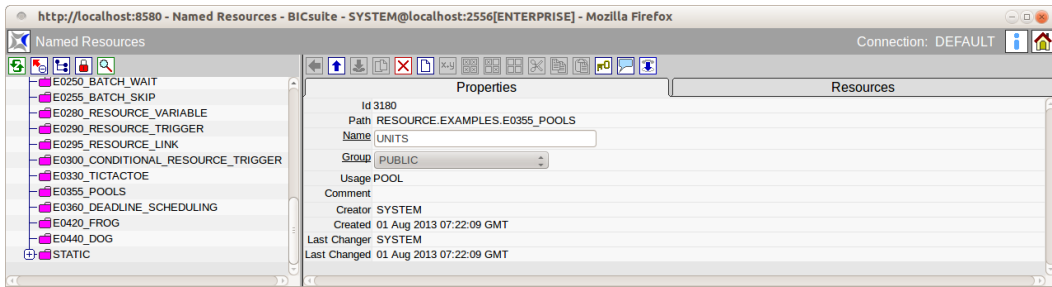 http://localhost:8580 - Named Resources - BICsuite - SYSTEM@localhost:2556[ENTERPRISE] - Mozilla Firefox
Named Resources
Connection: DEFAULT
E0250_BATCH_WAIT
E0255_BATCH_SKIP
E0280_RESOURCE_VARIABLE
E0290_RESOURCE_TRIGGER
E0295_RESOURCE_LINK
E0300_CONDITIONAL_RESOURCE_TRIGGER
E0330_TICTACTOE
E0355_POOLS
E0360_DEADLINE_SCHEDULING
E0420_FROG
E0440_DOG
STATIC
x.y
Properties
Resources
Id 3180
Path RESOURCE.EXAMPLES.E0355_POOLS
Name UNITS
Group PUBLIC
Usage POOL
Comment
Creator SYSTEM
Created 01 Aug 2013 07:22:09 GMT
Last Changer SYSTEM
Last Changed 01 Aug 2013 07:22:09 GMT